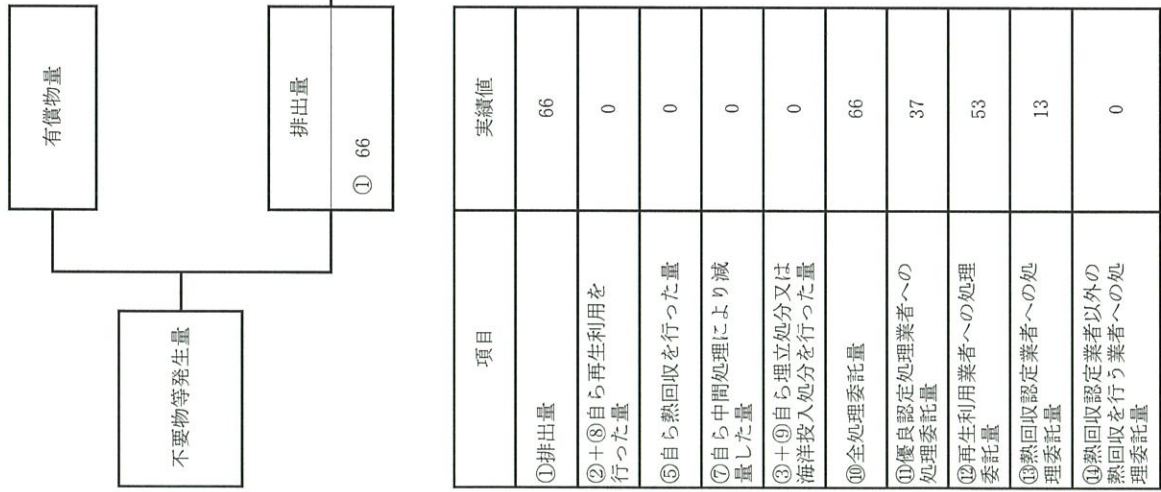 不要物等発生量
有償物量
排出量
① 66
項目
実績値
①排出量
66
②+⑧自ら再生利用を
行った量
0
⑤自ら熱回収を行った量
0
⑦自ら中間処理により減
量した量
0
③+⑨自ら埋立処分又は
海洋投入処分を行った量
0
⑩全処理委託量
66
⑪優良認定処理業者への
処理委託量
37
⑫再生利用業者への処理
委託量
53
⑬熱回収認定業者への処
理委託量
13
⑭熱回収認定業者以外の
熱回収を行う業者への処
理委託量
0